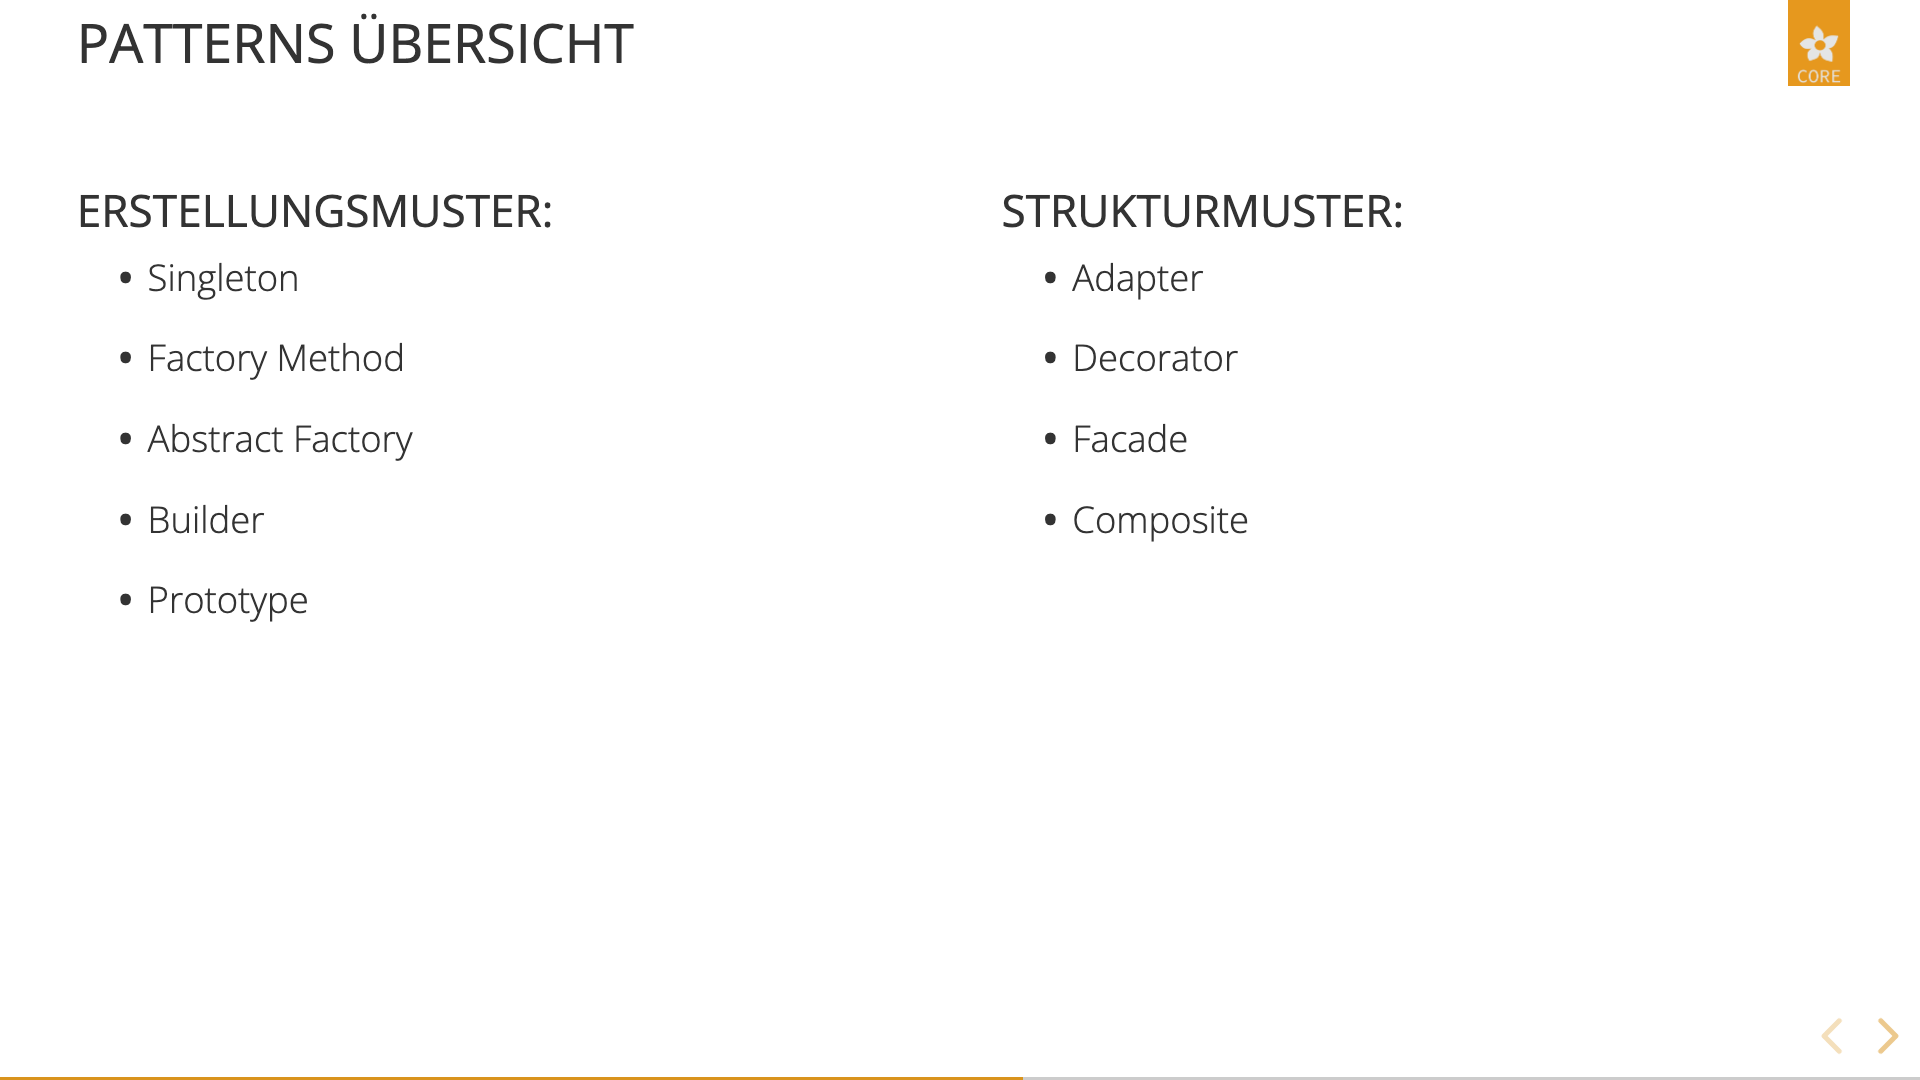 PATTERNS ÜBERSICHT
CORE
ERSTELLUNGSMUSTER:
• Singleton
• Factory Method
• Abstract Factory
• Builder
• Prototype
STRUKTURMUSTER:
• Adapter
• Decorator
• Facade
• Composite